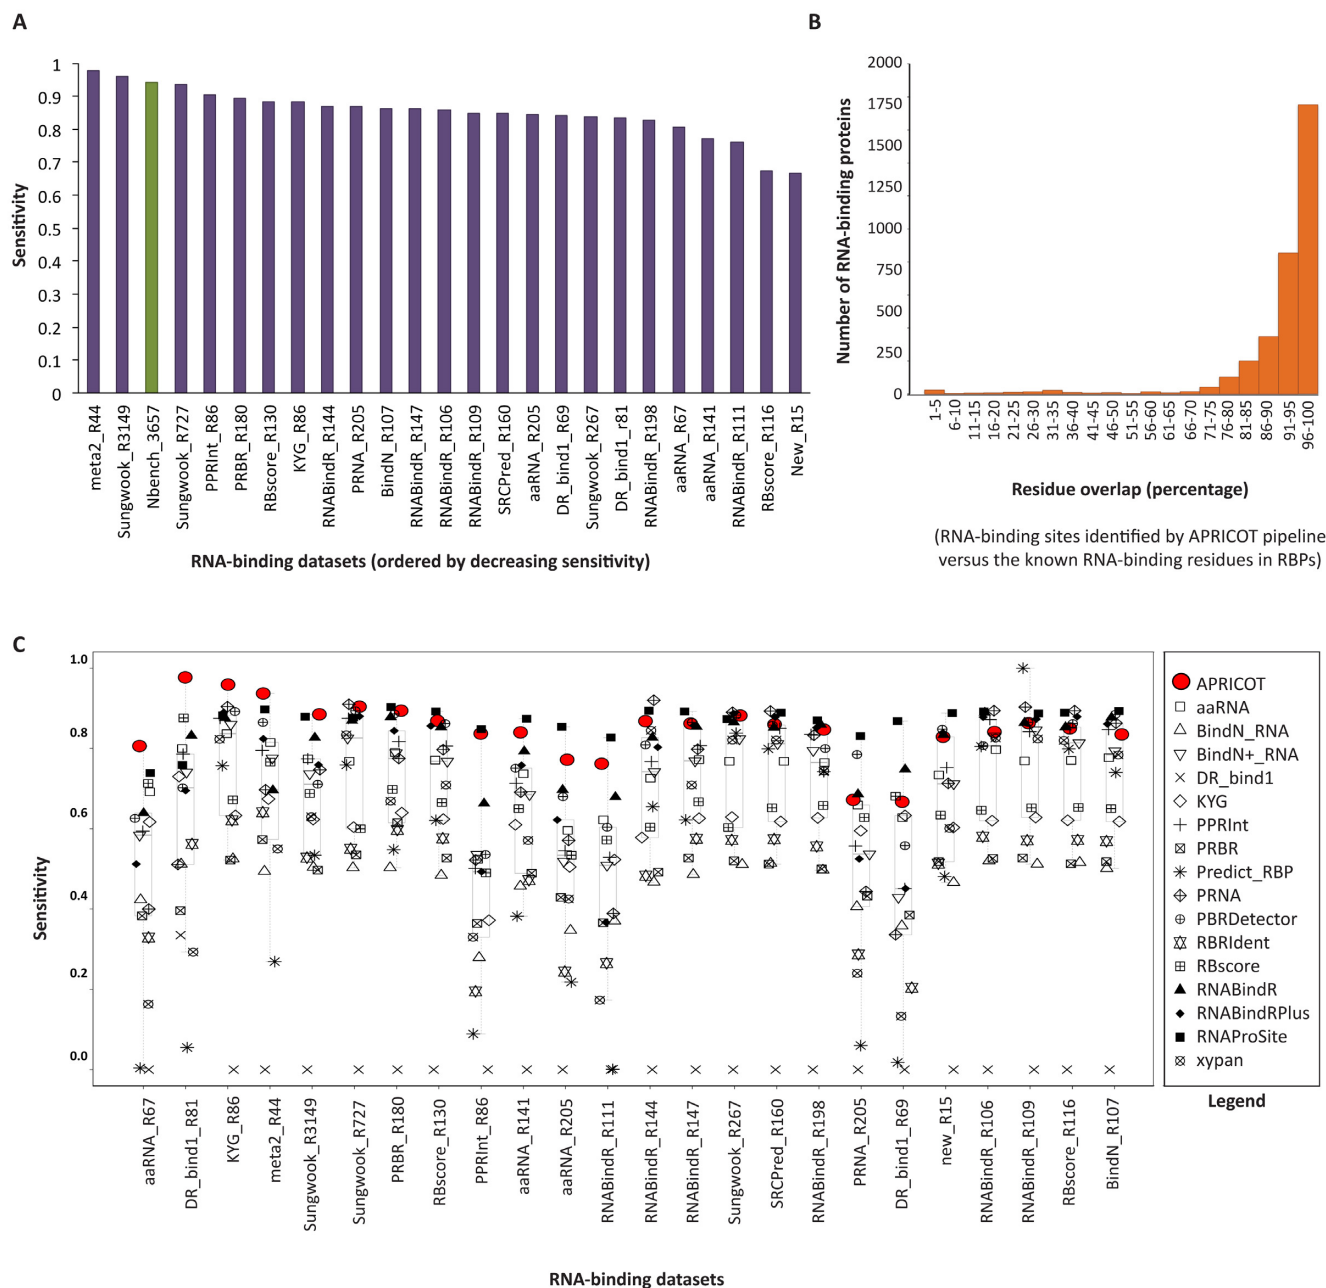 A
1
0.9
0.8
0.7
0.6
0.5
0.4
0.3
0.2
0.1
0
Sensitivity
meta2_R44
Sungwook_R3149
Nbench_3657
Sungwook_R727
PPRInt_R86
PRBR_R180
RBscore_R130
KYG_R86
RNABindR_R144
PRNA_R205
BindN_R107
RNABindR_R147
RNABindR_R106
RNABindR_R109
SRCPred_R160
aaRNA_R205
DR_bind1_R69
Sungwook_R267
DR_bind1_r81
RNABindR_R198
aaRNA_R67
aaRNA_R141
RNABindR_R111
RBscore_R116
New_R15
RNA-binding datasets (ordered by decreasing sensitivity)
B
2000
1750
1500
1250
1000
750
500
250
0
Number of RNA-binding proteins
1-5
6-10
11-15
16-20
21-25
26-30
31-35
36-40
41-45
46-50
51-55
56-60
61-65
66-70
71-75
76-80
81-85
86-90
91-95
96-100
Residue overlap (percentage)
(RNA-binding sites identified by APRICOT pipeline
versus the known RNA-binding residues in RBPs)
C
1.0
0.8
0.6
0.4
0.2
0.0
Sensitivity
aaRNA_R67
DR_bind1_R81
KYG_R86
meta2_R44
Sungwook_R3149
Sungwook_R727
PRBR_R180
RBscore_R130
PPRInt_R86
aaRNA_R141
aaRNA_R205
RNABindR_R111
RNABindR_R144
RNABindR_R147
Sungwook_R267
SRCPred_R160
RNABindR_R198
PRNA_R205
DR_bind1_R69
new_R15
RNABindR_R106
RNABindR_R109
RBscore_R116
BindN_R107
RNA-binding datasets
APRICOT
aaRNA
BindN_RNA
BindN+_RNA
DR_bind1
KYG
PPRInt
PRBR
Predict_RBP
PRNA
PBRDetector
RBRIdent
RBscore
RNABindR
RNABindRPlus
RNAProSite
xypan
Legend